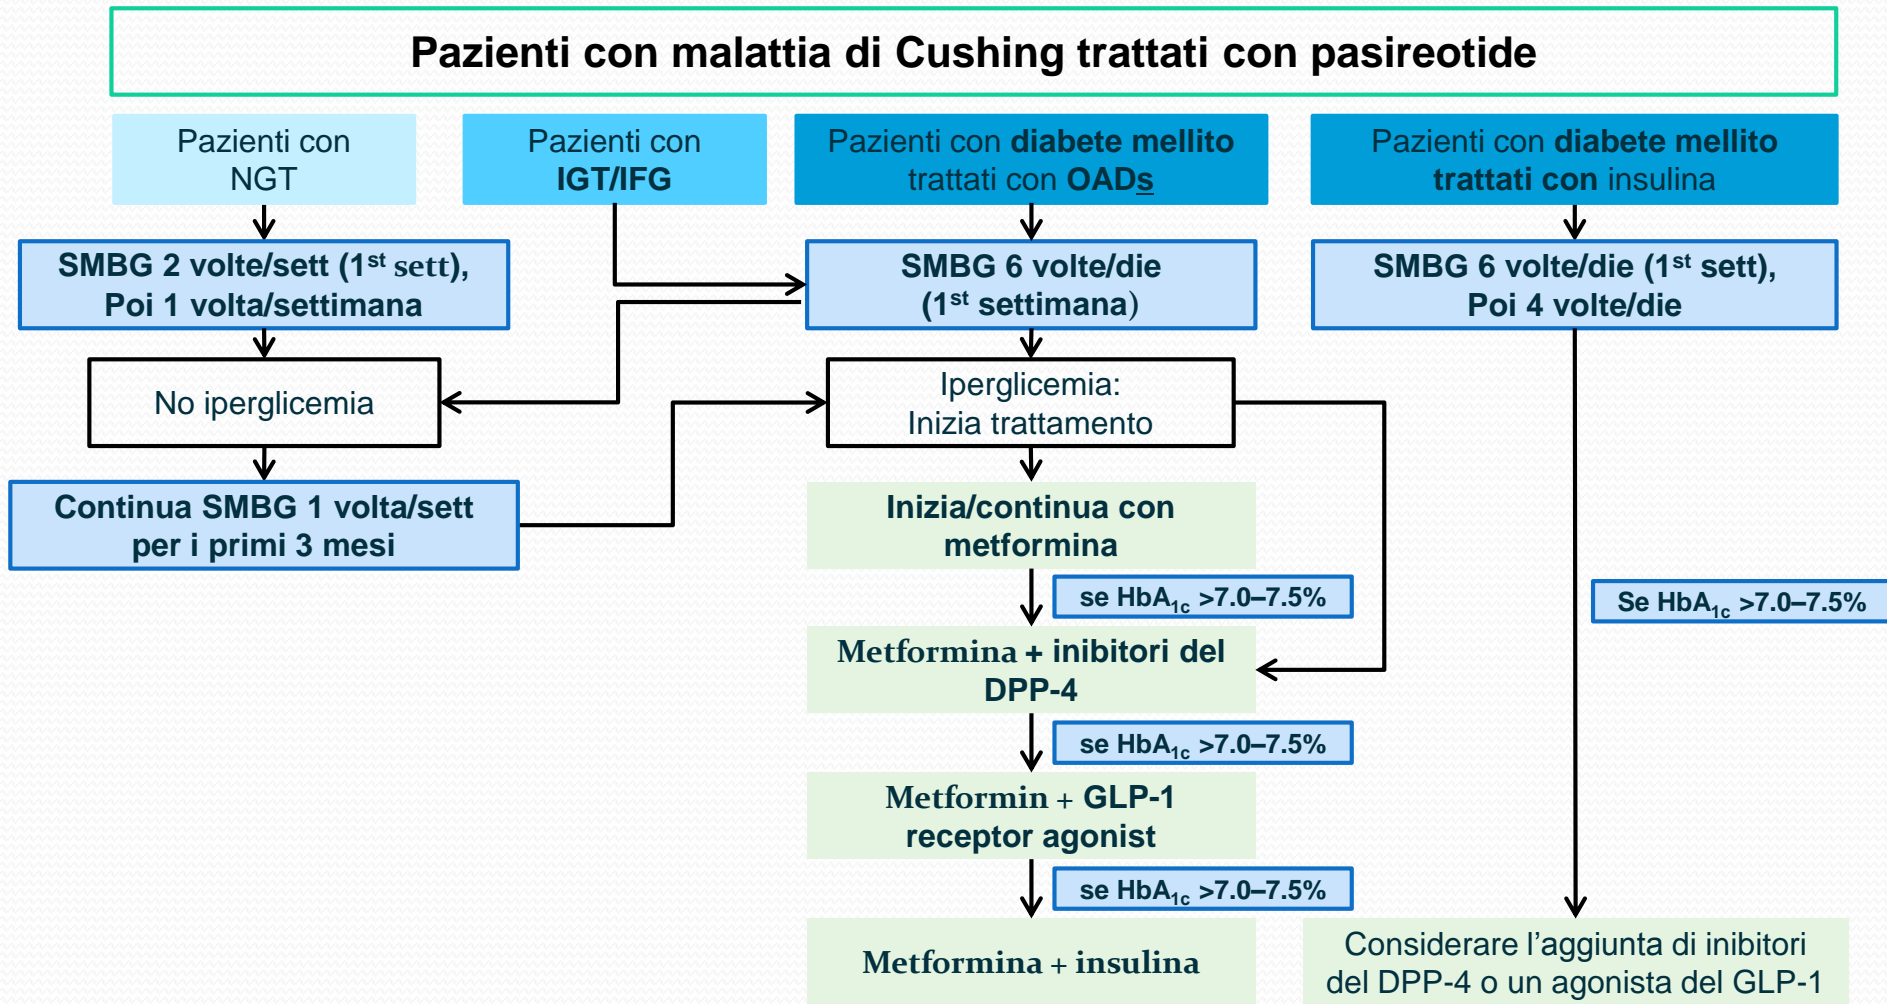 Pazienti con malattia di Cushing trattati con pasireotide
Pazienti con
NGT
Pazienti con
IGT/IFG
Pazienti con diabete mellito
trattati con OADs
Pazienti con diabete mellito
trattati con insulina
SMBG 2 volte/sett (1st sett),
Poi 1 volta/settimana
SMBG 6 volte/die
(1st settimana)
SMBG 6 volte/die (1st sett),
Poi 4 volte/die
No iperglicemia
Iperglicemia:
Inizia trattamento
Continua SMBG 1 volta/sett
per i primi 3 mesi
Inizia/continua con
metformina
se HbA1c >7.0–7.5%
Se HbA1c >7.0–7.5%
Metformina + inibitori del
DPP-4
se HbA1c >7.0–7.5%
Metformin + GLP-1
receptor agonist
se HbA1c >7.0–7.5%
Metformina + insulina
Considerare l’aggiunta di inibitori
del DPP-4 o un agonista del GLP-1